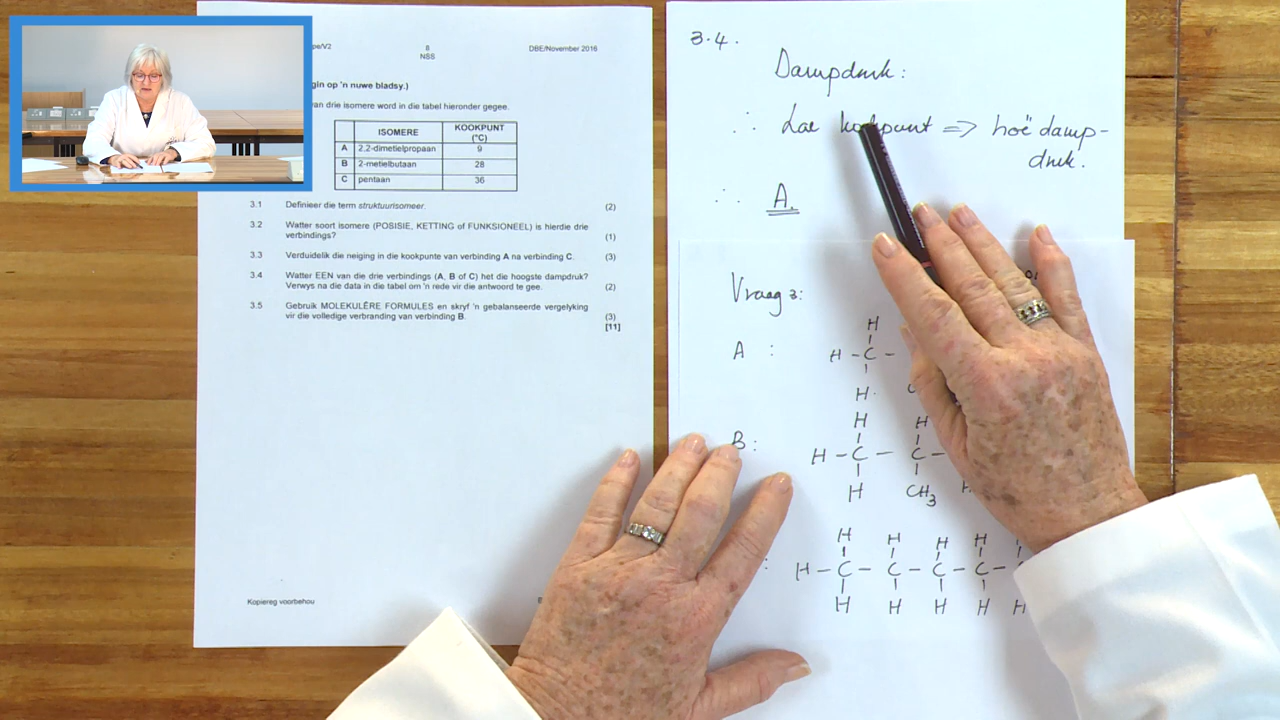 pe/V2
8
NSS
DBE/November 2016
gin op 'n nuwe bladsy.)
van drie isomere word in die tabel hieronder gegee.
ISOMERE KOOKPUNT (°C)
A 2,2-dimetielpropaan 9
B 2-metielbutaan 28
C pentaan 36
3.1 Definieer die term struktuurisomeer. (2)
3.2 Watter soort isomere (POSISIE, KETTING of FUNKSIONEEL) is hierdie drie
verbindings? (1)
3.3 Verduidelik die neiging in die kookpunte van verbinding A na verbinding C. (3)
3.4 Watter EEN van die drie verbindings (A, B of C) het die hoogste dampdruk?
Verwys na die data in die tabel om 'n rede vir die antwoord te gee. (2)
3.5 Gebruik MOLEKULÊRE FORMULES en skryf 'n gebalanseerde vergelyking
vir die volledige verbranding van verbinding B. (3)
[11]
Kopiereg voorbehou
3.4.
Dampdruk:
∴ Lae kookpunt => hoë damp-
druk.
∴ A.
Vraag 3:
H
A : H - C -
H
H H
B: H - C - C -
H CH3 H
H H H H
: H - C - C - C - C -
H H H H H